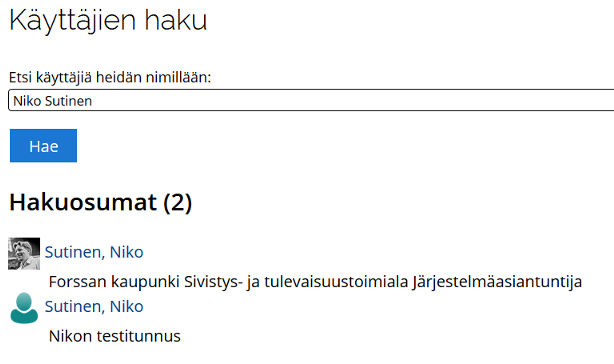 Käyttäjien haku
Etsi käyttäjiä heidän nimillään:
Niko Sutinen
Hae
Hakuosumat (2)
Sutinen, Niko
Forssan kaupunki Sivistys- ja tulevaisuustoimiala Järjestelmäasiantuntija
Sutinen, Niko
Nikon testitunnus